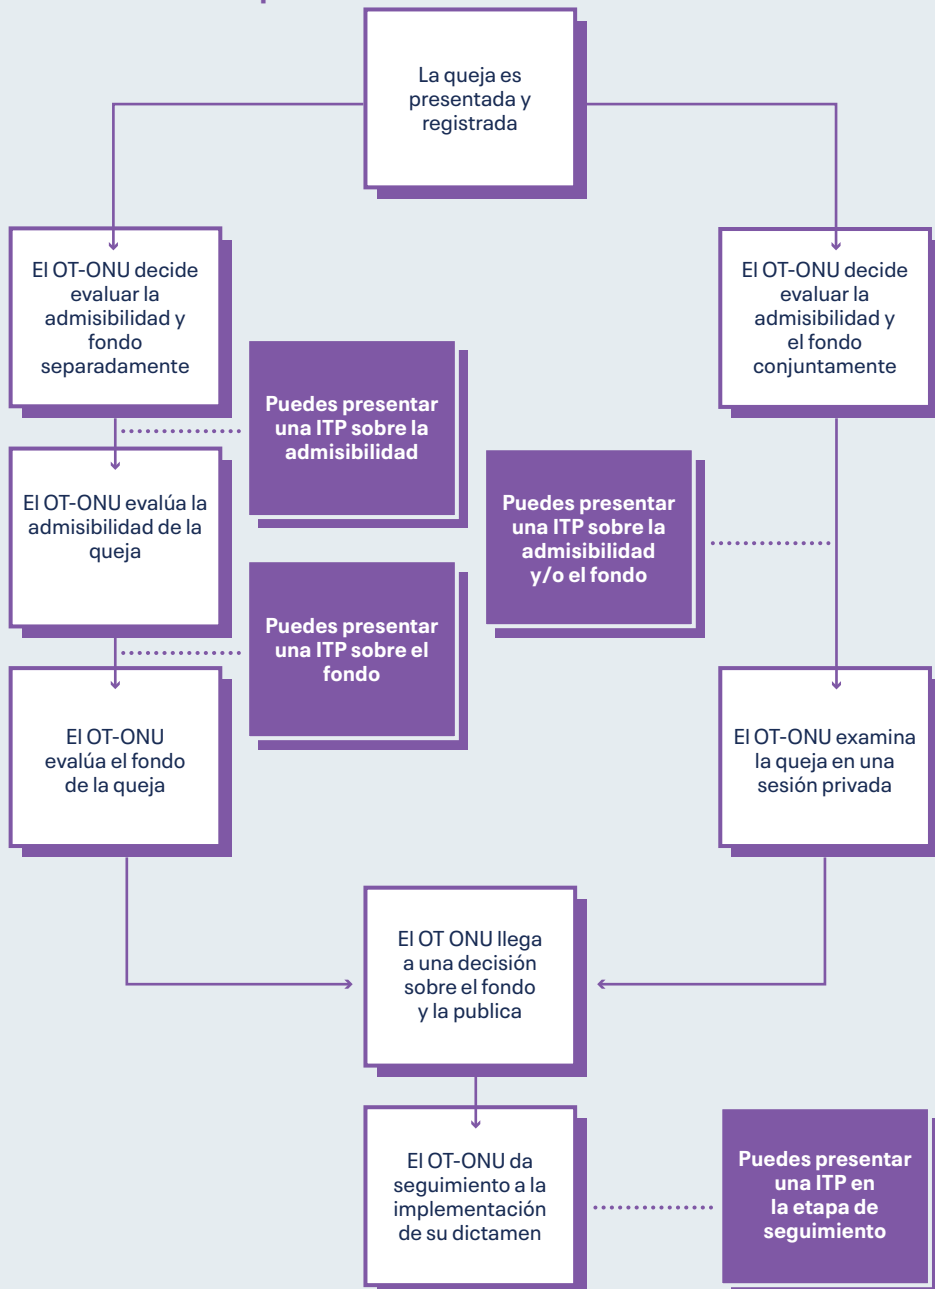 La queja es
presentada y
registrada
El OT-ONU decide
evaluar la
admisibilidad y
fondo
separadamente
El OT-ONU decide
evaluar la
admisibilidad y
el fondo
conjuntamente
Puedes presentar
una ITP sobre la
admisibilidad
El OT-ONU evalúa la
admisibilidad de la
queja
Puedes presentar
una ITP sobre la
admisibilidad
y/o el fondo
Puedes presentar
una ITP sobre el
fondo
El OT-ONU
evalúa el fondo
de la queja
El OT-ONU examina
la queja en una
sesión privada
El OT ONU llega
a una decisión
sobre el fondo
y la publica
El OT-ONU da
seguimiento a la
implementación
de su dictamen
Puedes presentar
una ITP en
la etapa de
seguimiento